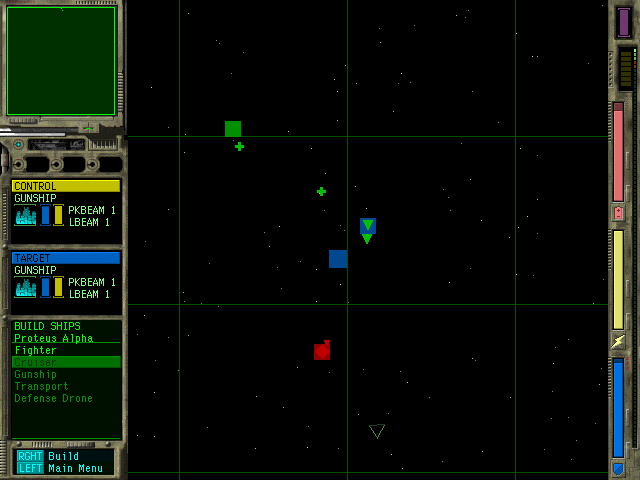 CONTROL
GUNSHIP
PKBEAM 1
LBEAM 1
TARGET
GUNSHIP
PKBEAM 1
LBEAM 1
BUILD SHIPS
Proteus Alpha
Fighter
Cruiser
Gunship
Transport
Defense Drone
RGHT Build
LEFT Main Menu